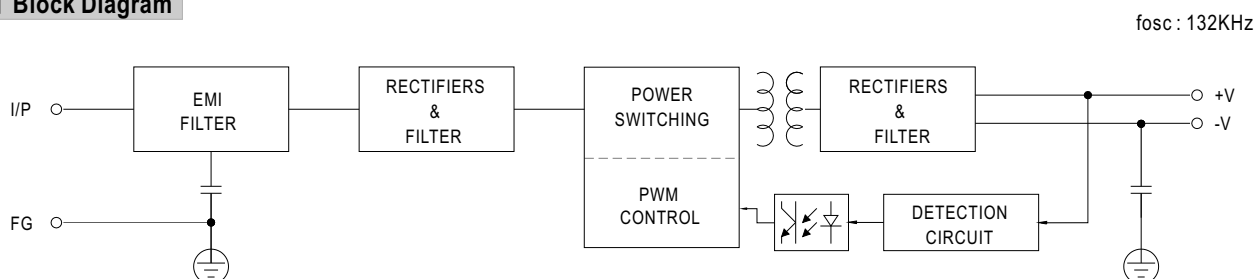 Block Diagram
fosc : 132KHz
I/P
EMI
FILTER
RECTIFIERS
&
FILTER
POWER
SWITCHING
RECTIFIERS
&
FILTER
+V
-V
PWM
CONTROL
DETECTION
CIRCUIT
FG